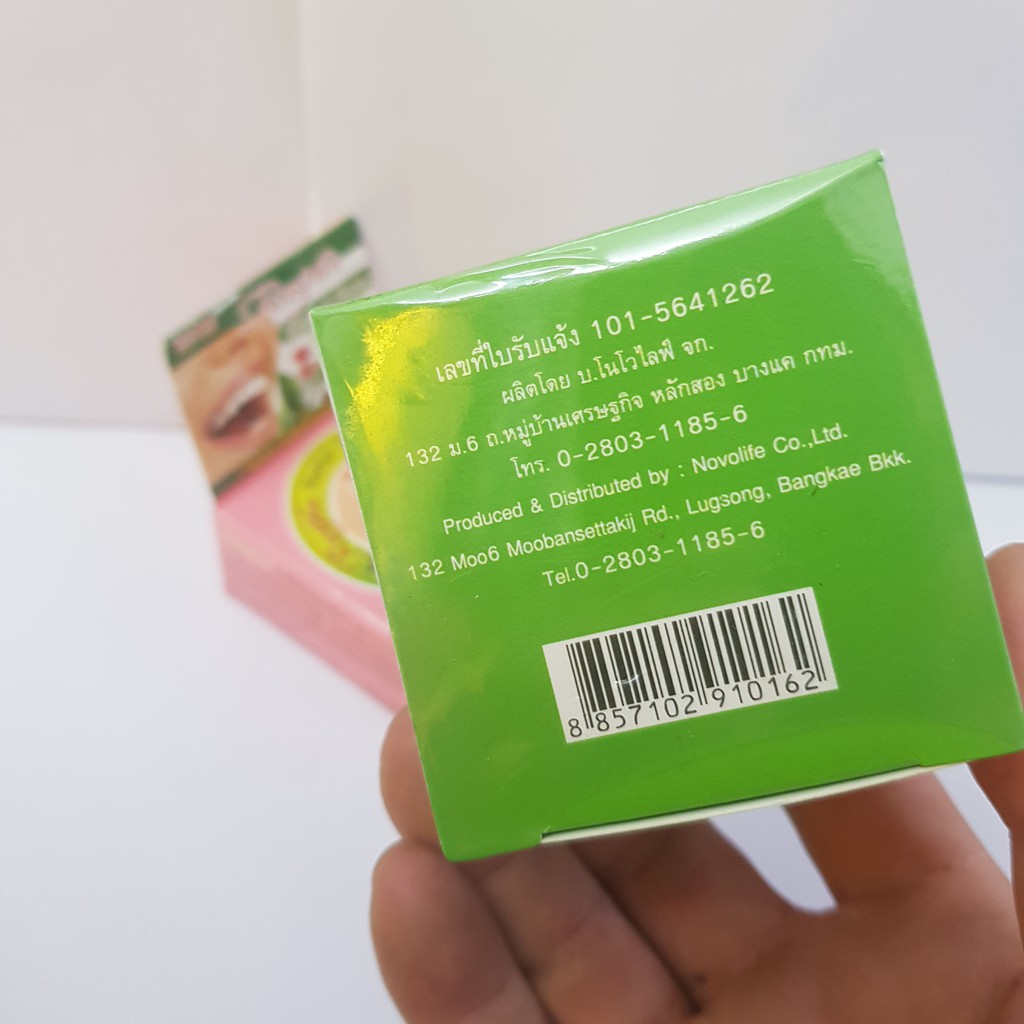 เลขที่ใบรับแจ้ง 101-5641262
ผลิตโดย บ.โนโวไลฟ์ จก.
132 ม.6 ถ.หมู่บ้านเศรษฐกิจ หลักสอง บางแค กทม.
โทร. 0-2803-1185-6
Produced & Distributed by : Novolife Co.,Ltd.
132 Moo6 Moobansettakij Rd., Lugsong, Bangkae Bkk.
Tel.0-2803-1185-6
8 857102 910162